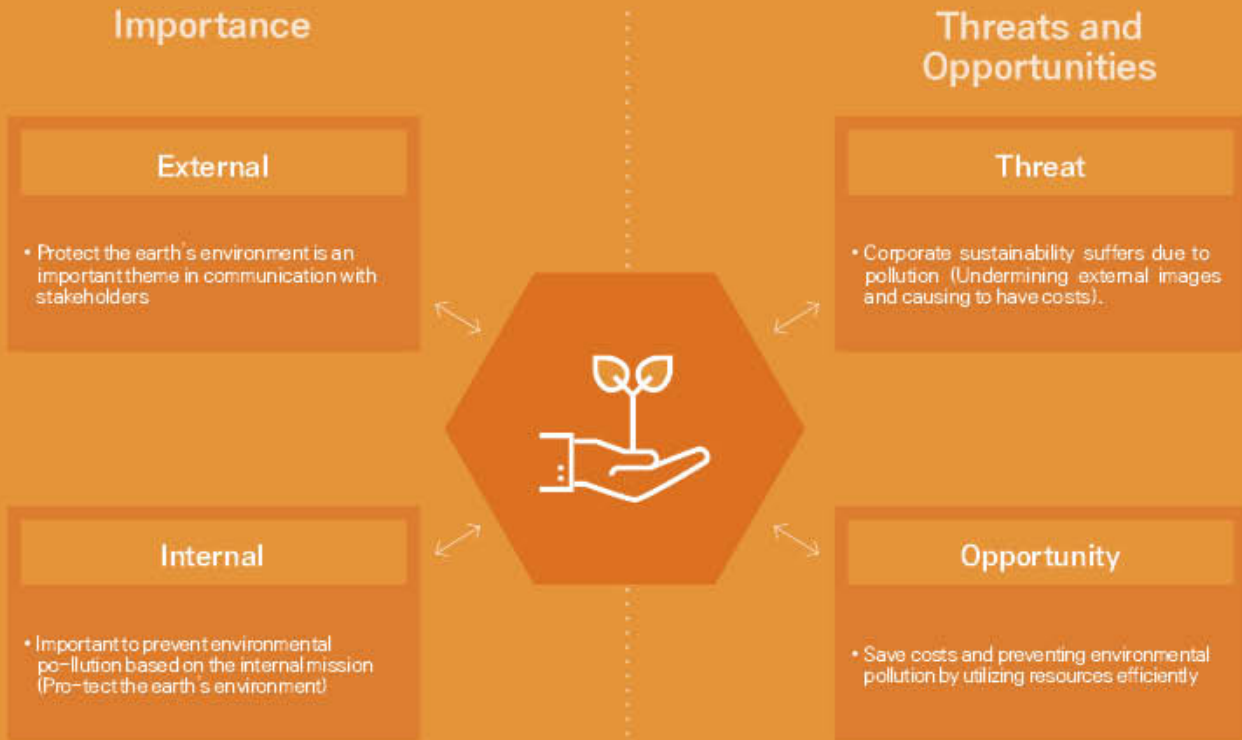 Importance
External
• Protect the earth's environment is an
important theme in communication with
stakeholders
Internal
• Important to prevent environmental
po-llution based on the internal mission
(Pro-tect the earth's environment)
Threats and
Opportunities
Threat
• Corporate sustainability suffers due to
pollution (Undermining external images
and causing to have costs).
Opportunity
• Save costs and preventing environmental
pollution by utilizing resources efficiently